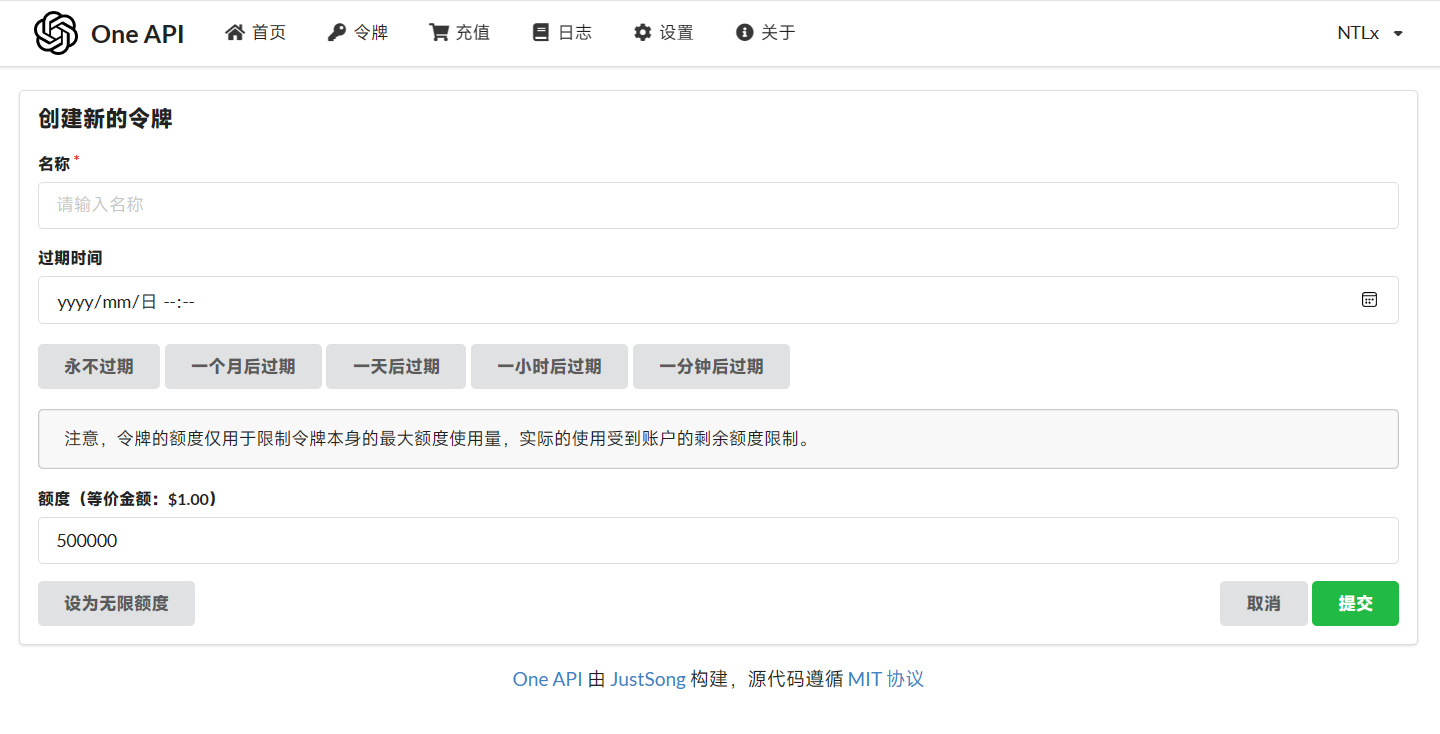 One API 首页 令牌 充值 日志 设置 关于 NTLx
创建新的令牌
名称*
请输入名称
过期时间
yyyy/mm/日 --:--
永不过期 一个月后过期 一天后过期 一小时后过期 一分钟后过期
注意，令牌的额度仅用于限制令牌本身的最大额度使用量，实际的使用受到账户的剩余额度限制。
额度（等价金额：$1.00）
500000
设为无限额度 取消 提交
One API 由 JustSong 构建，源代码遵循 MIT 协议